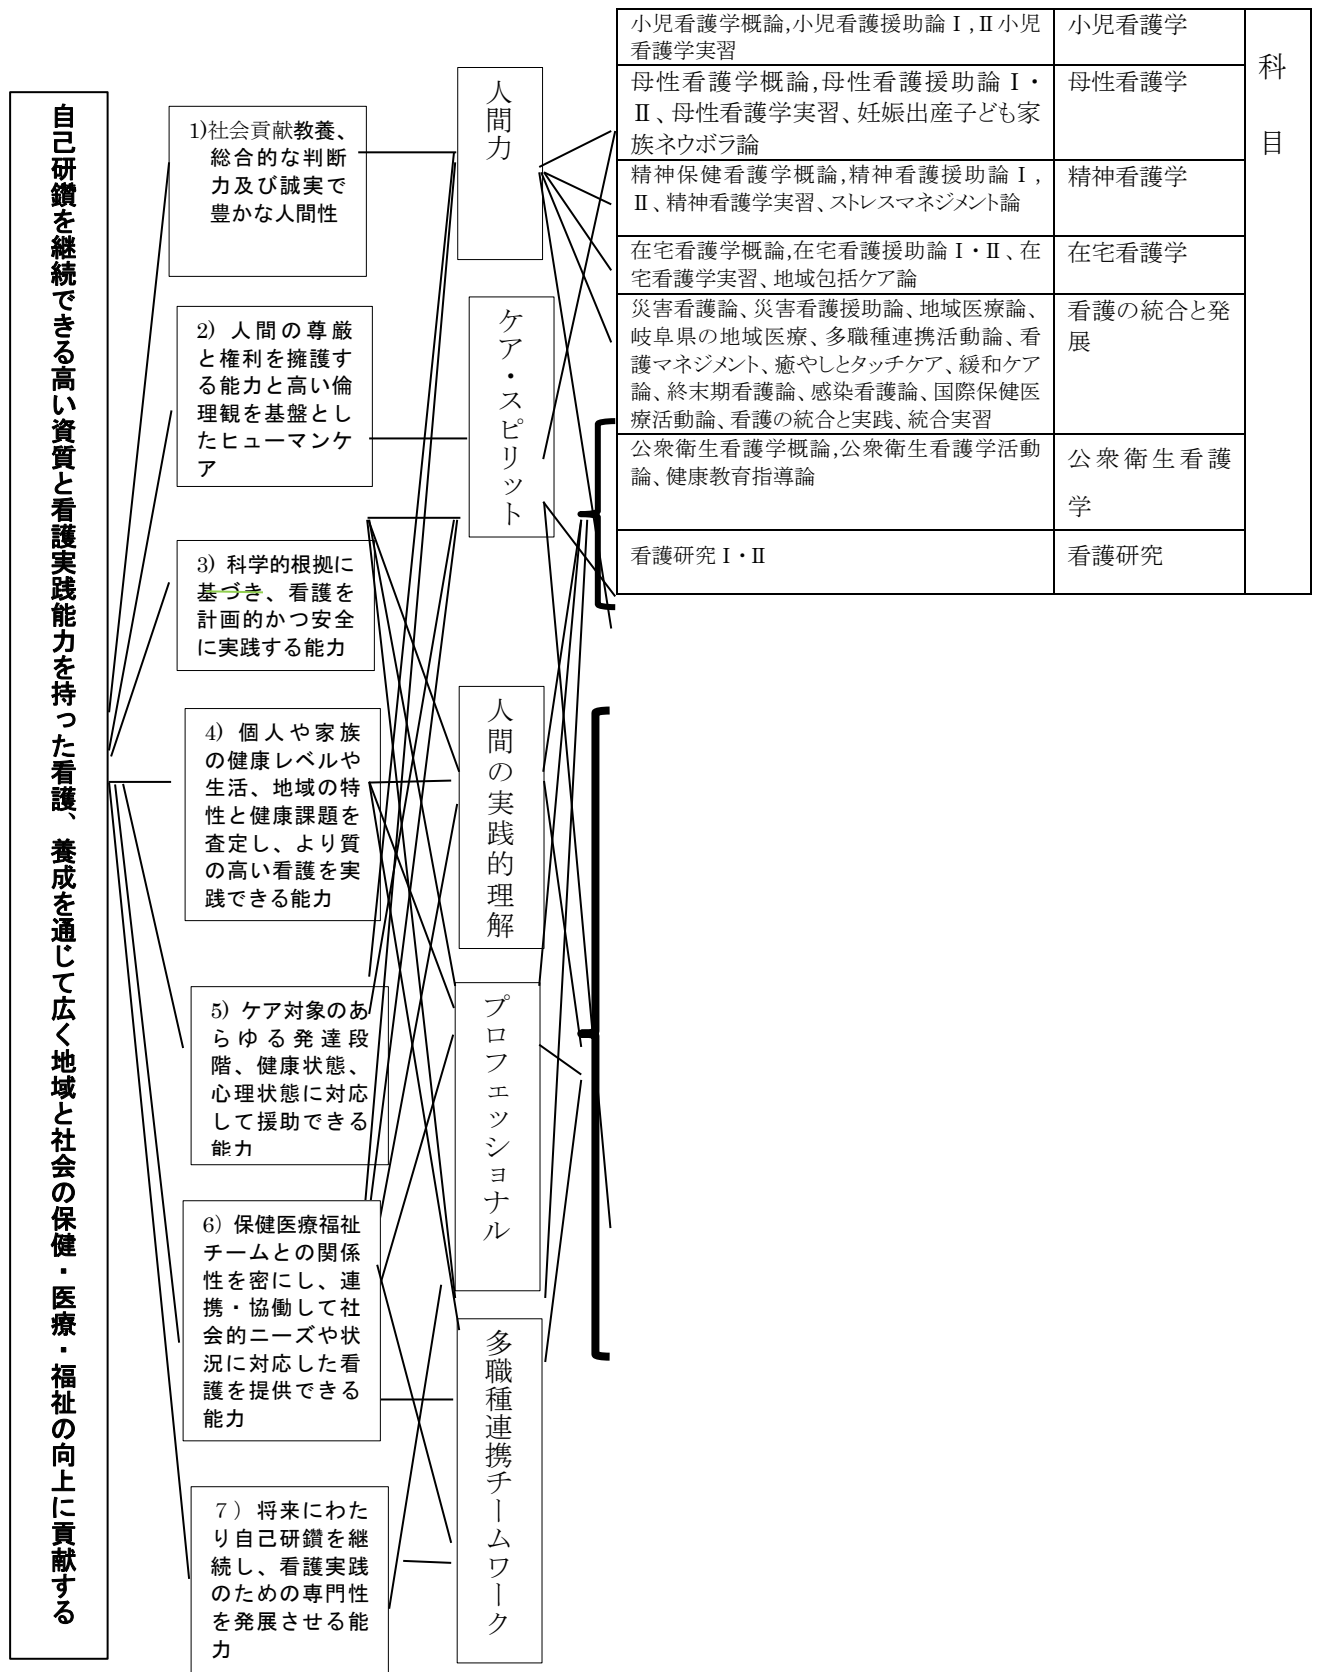 自己研鑽を継続できる高い資質と看護実践能力を持った看護、養成を通じて広く地域と社会の保健・医療・福祉の向上に貢献する
1)社会貢献教養、
総合的な判断
力及び誠実で
豊かな人間性
2) 人間の尊厳
と権利を擁護す
る能力と高い倫
理観を基盤とし
たヒューマンケ
ア
3) 科学的根拠に
基づき、看護を
計画的かつ安全
に実践する能力
4) 個人や家族
の健康レベルや
生活、地域の特
性と健康課題を
査定し、より質
の高い看護を実
践できる能力
5) ケア対象のあ
らゆる発達段
階、健康状態、
心理状態に対応
して援助できる
能力
6) 保健医療福祉
チームとの関係
性を密にし、連
携・協働して社
会的ニーズや状
況に対応した看
護を提供できる
能力
7) 将来にわた
り自己研鑽を継
続し、看護実践
のための専門性
を発展させる能
力
人間力
ケア・スピリット
人間の実践的理解
プロフェッショナル
多職種連携チームワーク
小児看護学概論,小児看護援助論Ⅰ,Ⅱ小児
看護学実習
小児看護学
母性看護学概論,母性看護援助論Ⅰ・
Ⅱ、母性看護学実習、妊娠出産子ども家
族ネウボラ論
母性看護学
精神保健看護学概論,精神看護援助論Ⅰ,
Ⅱ、精神看護学実習、ストレスマネジメント論
精神看護学
在宅看護学概論,在宅看護援助論Ⅰ・Ⅱ、在
宅看護学実習、地域包括ケア論
在宅看護学
災害看護論、災害看護援助論、地域医療論、
岐阜県の地域医療、多職種連携活動論、看
護マネジメント、癒やしとタッチケア、緩和ケア
論、終末期看護論、感染看護論、国際保健医
療活動論、看護の統合と実践、統合実習
看護の統合と発
展
公衆衛生看護学概論,公衆衛生看護学活動
論、健康教育指導論
公衆衛生看護
学
看護研究Ⅰ・Ⅱ
看護研究
科目